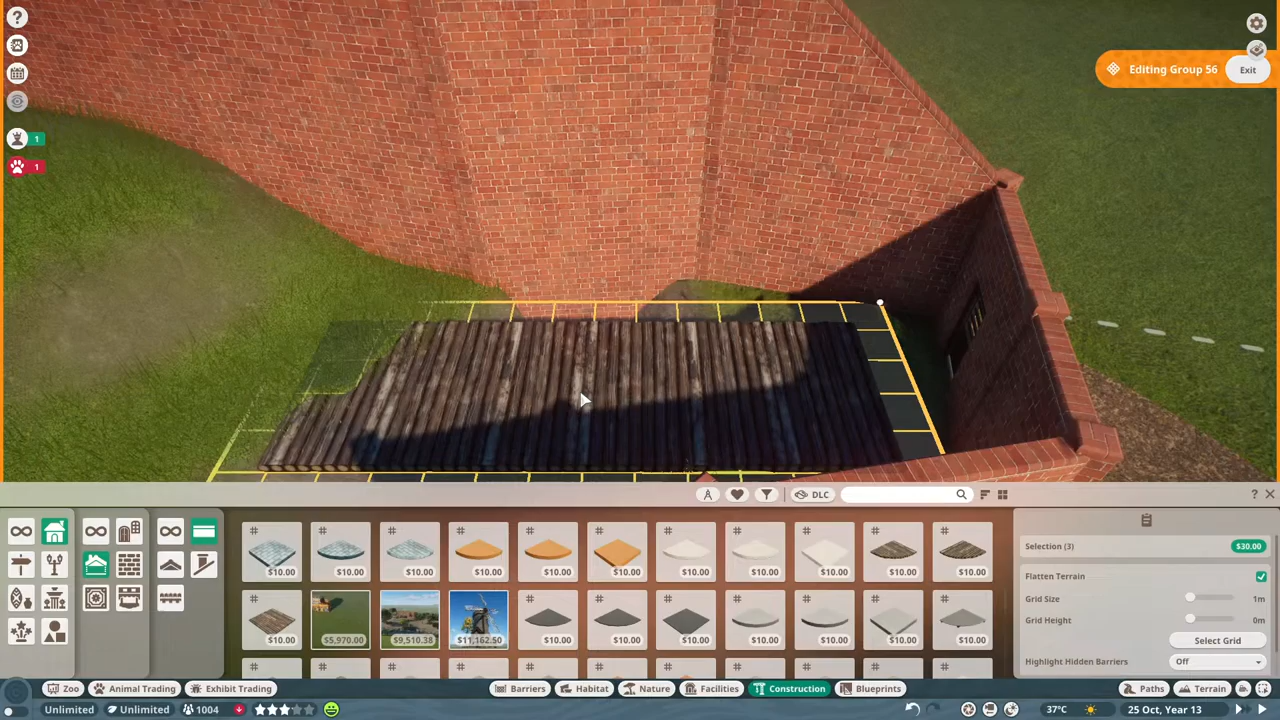 ?
Editing Group 56
Exit
1
1
DLC
?
$10.00 $10.00 $10.00 $10.00 $10.00 $10.00 $10.00 $10.00 $10.00 $10.00 $10.00
$10.00 $5,970.00 $9,510.38 $11,162.50 $10.00 $10.00 $10.00 $10.00 $10.00 $10.00 $10.00
Selection (3) $30.00
Flatten Terrain
Grid Size 1m
Grid Height 0m
Select Grid
Highlight Hidden Barriers Off
Zoo Animal Trading Exhibit Trading Barriers Habitat Nature Facilities Construction Blueprints Paths Terrain
Unlimited Unlimited 1004 37°C 25 Oct, Year 13